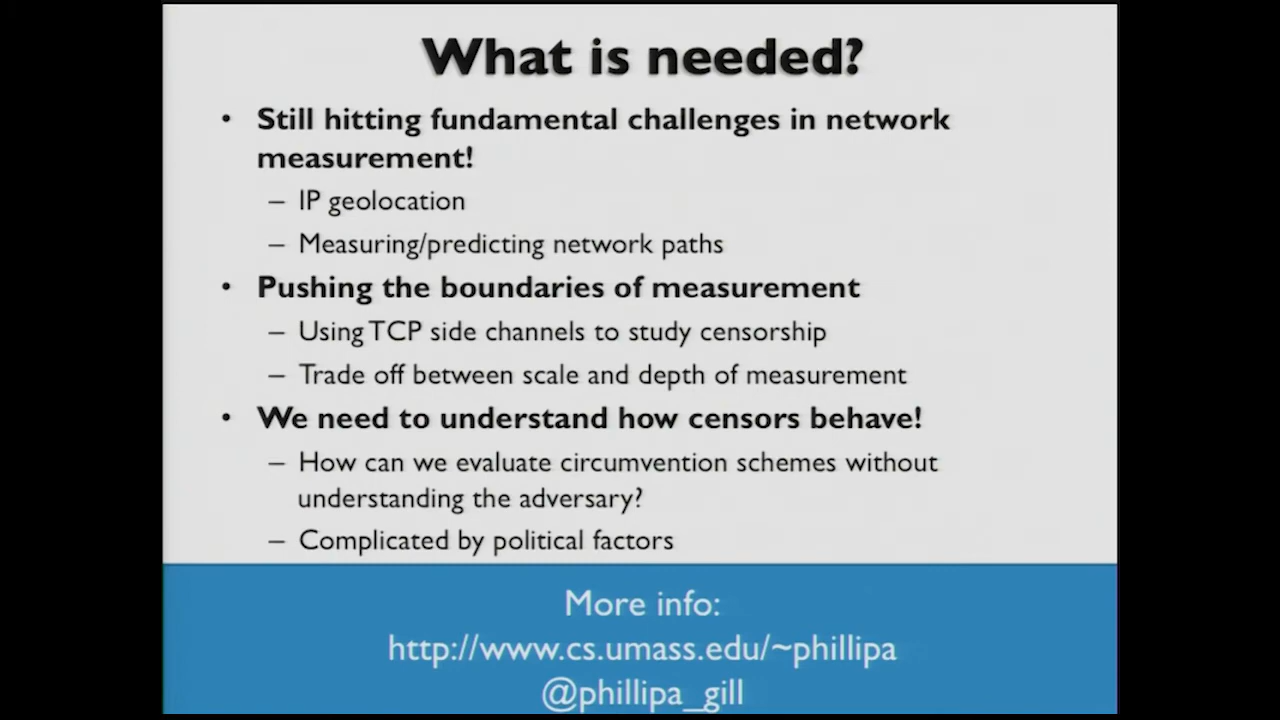 What is needed?
• Still hitting fundamental challenges in network
measurement!
– IP geolocation
– Measuring/predicting network paths
• Pushing the boundaries of measurement
– Using TCP side channels to study censorship
– Trade off between scale and depth of measurement
• We need to understand how censors behave!
– How can we evaluate circumvention schemes without
understanding the adversary?
– Complicated by political factors
More info:
http://www.cs.umass.edu/~phillipa
@phillipa_gill